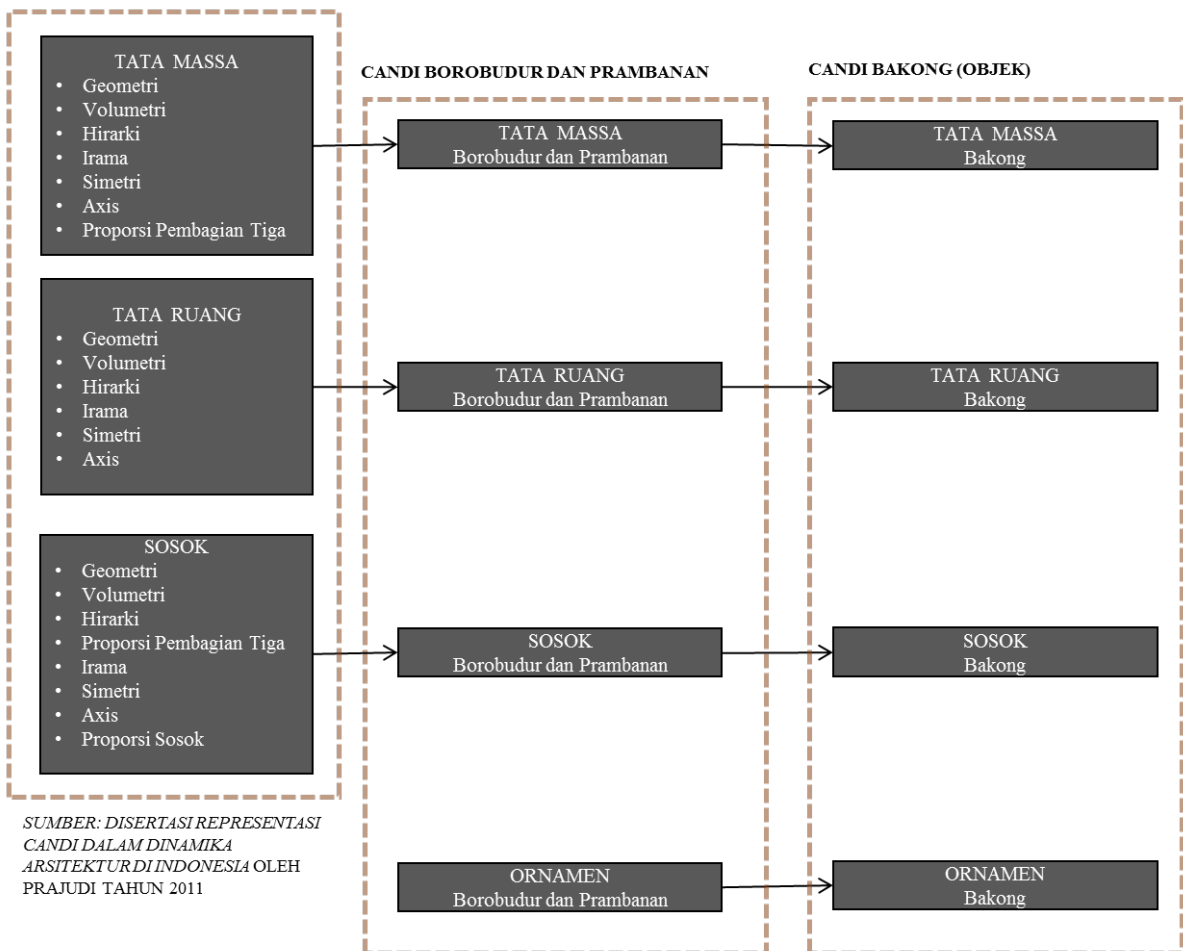 TATA MASSA
• Geometri
• Volumetri
• Hirarki
• Irama
• Simetri
• Axis
• Proporsi Pembagian Tiga
TATA RUANG
• Geometri
• Volumetri
• Hirarki
• Irama
• Simetri
• Axis
SOSOK
• Geometri
• Volumetri
• Hirarki
• Proporsi Pembagian Tiga
• Irama
• Simetri
• Axis
• Proporsi Sosok
SUMBER: DISERTASI REPRESENTASI
CANDI DALAM DINAMIKA
ARSITEKTUR DI INDONESIA OLEH
PRAJUDI TAHUN 2011
CANDI BOROBUDUR DAN PRAMBANAN
TATA MASSA
Borobudur dan Prambanan
TATA RUANG
Borobudur dan Prambanan
SOSOK
Borobudur dan Prambanan
ORNAMEN
Borobudur dan Prambanan
CANDI BAKONG (OBJEK)
TATA MASSA
Bakong
TATA RUANG
Bakong
SOSOK
Bakong
ORNAMEN
Bakong